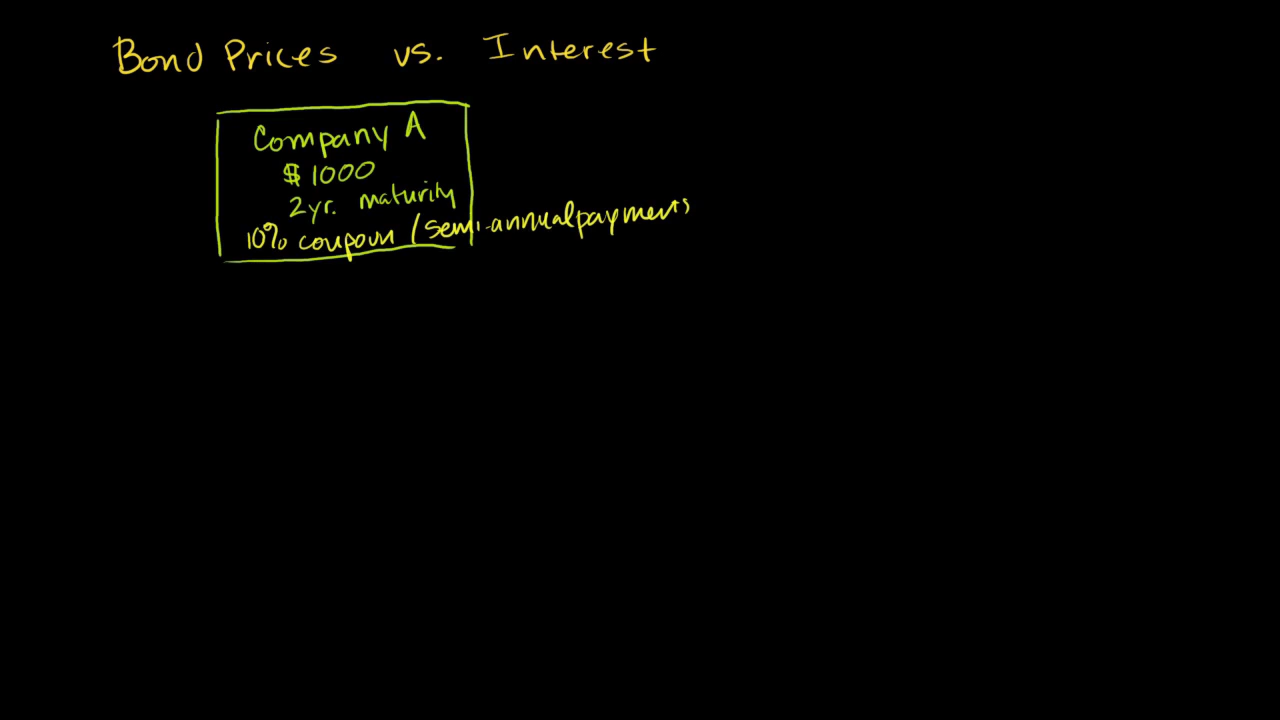 Bond Prices vs. Interest
Company A
$1000
2yr. maturity
10% coupon / semi-annual payments